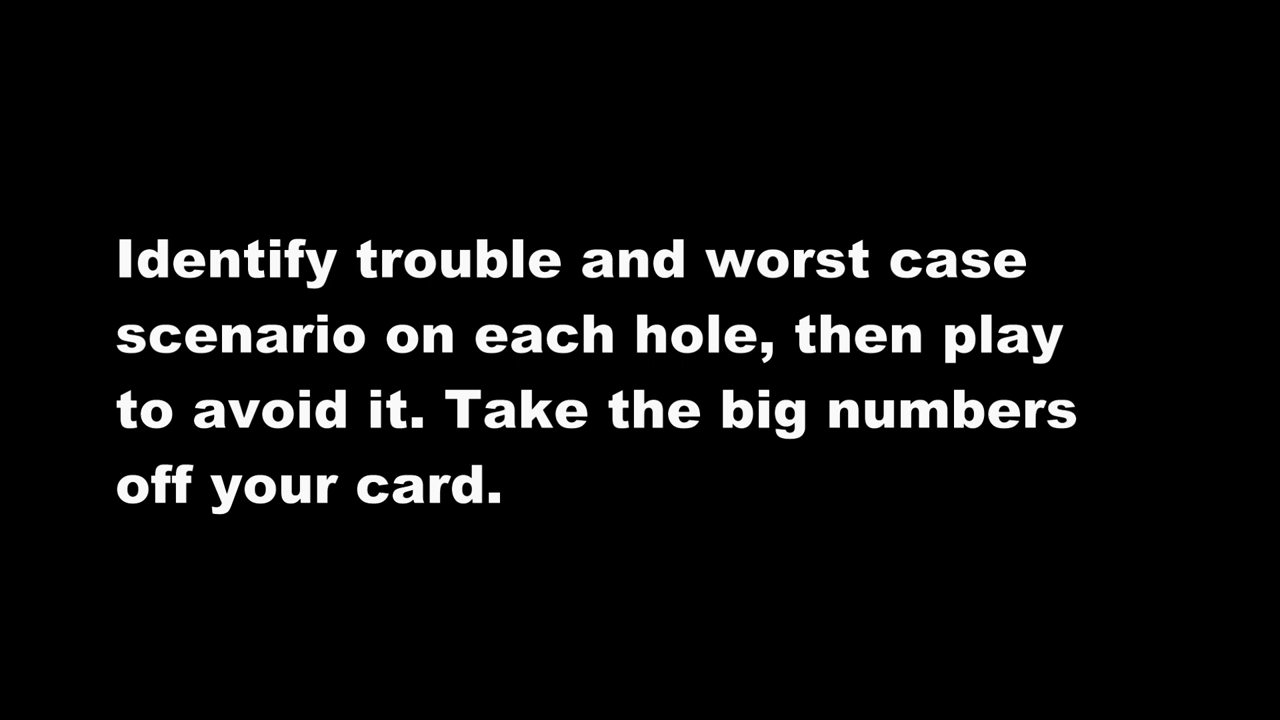 Identify trouble and worst case
scenario on each hole, then play
to avoid it. Take the big numbers
off your card.